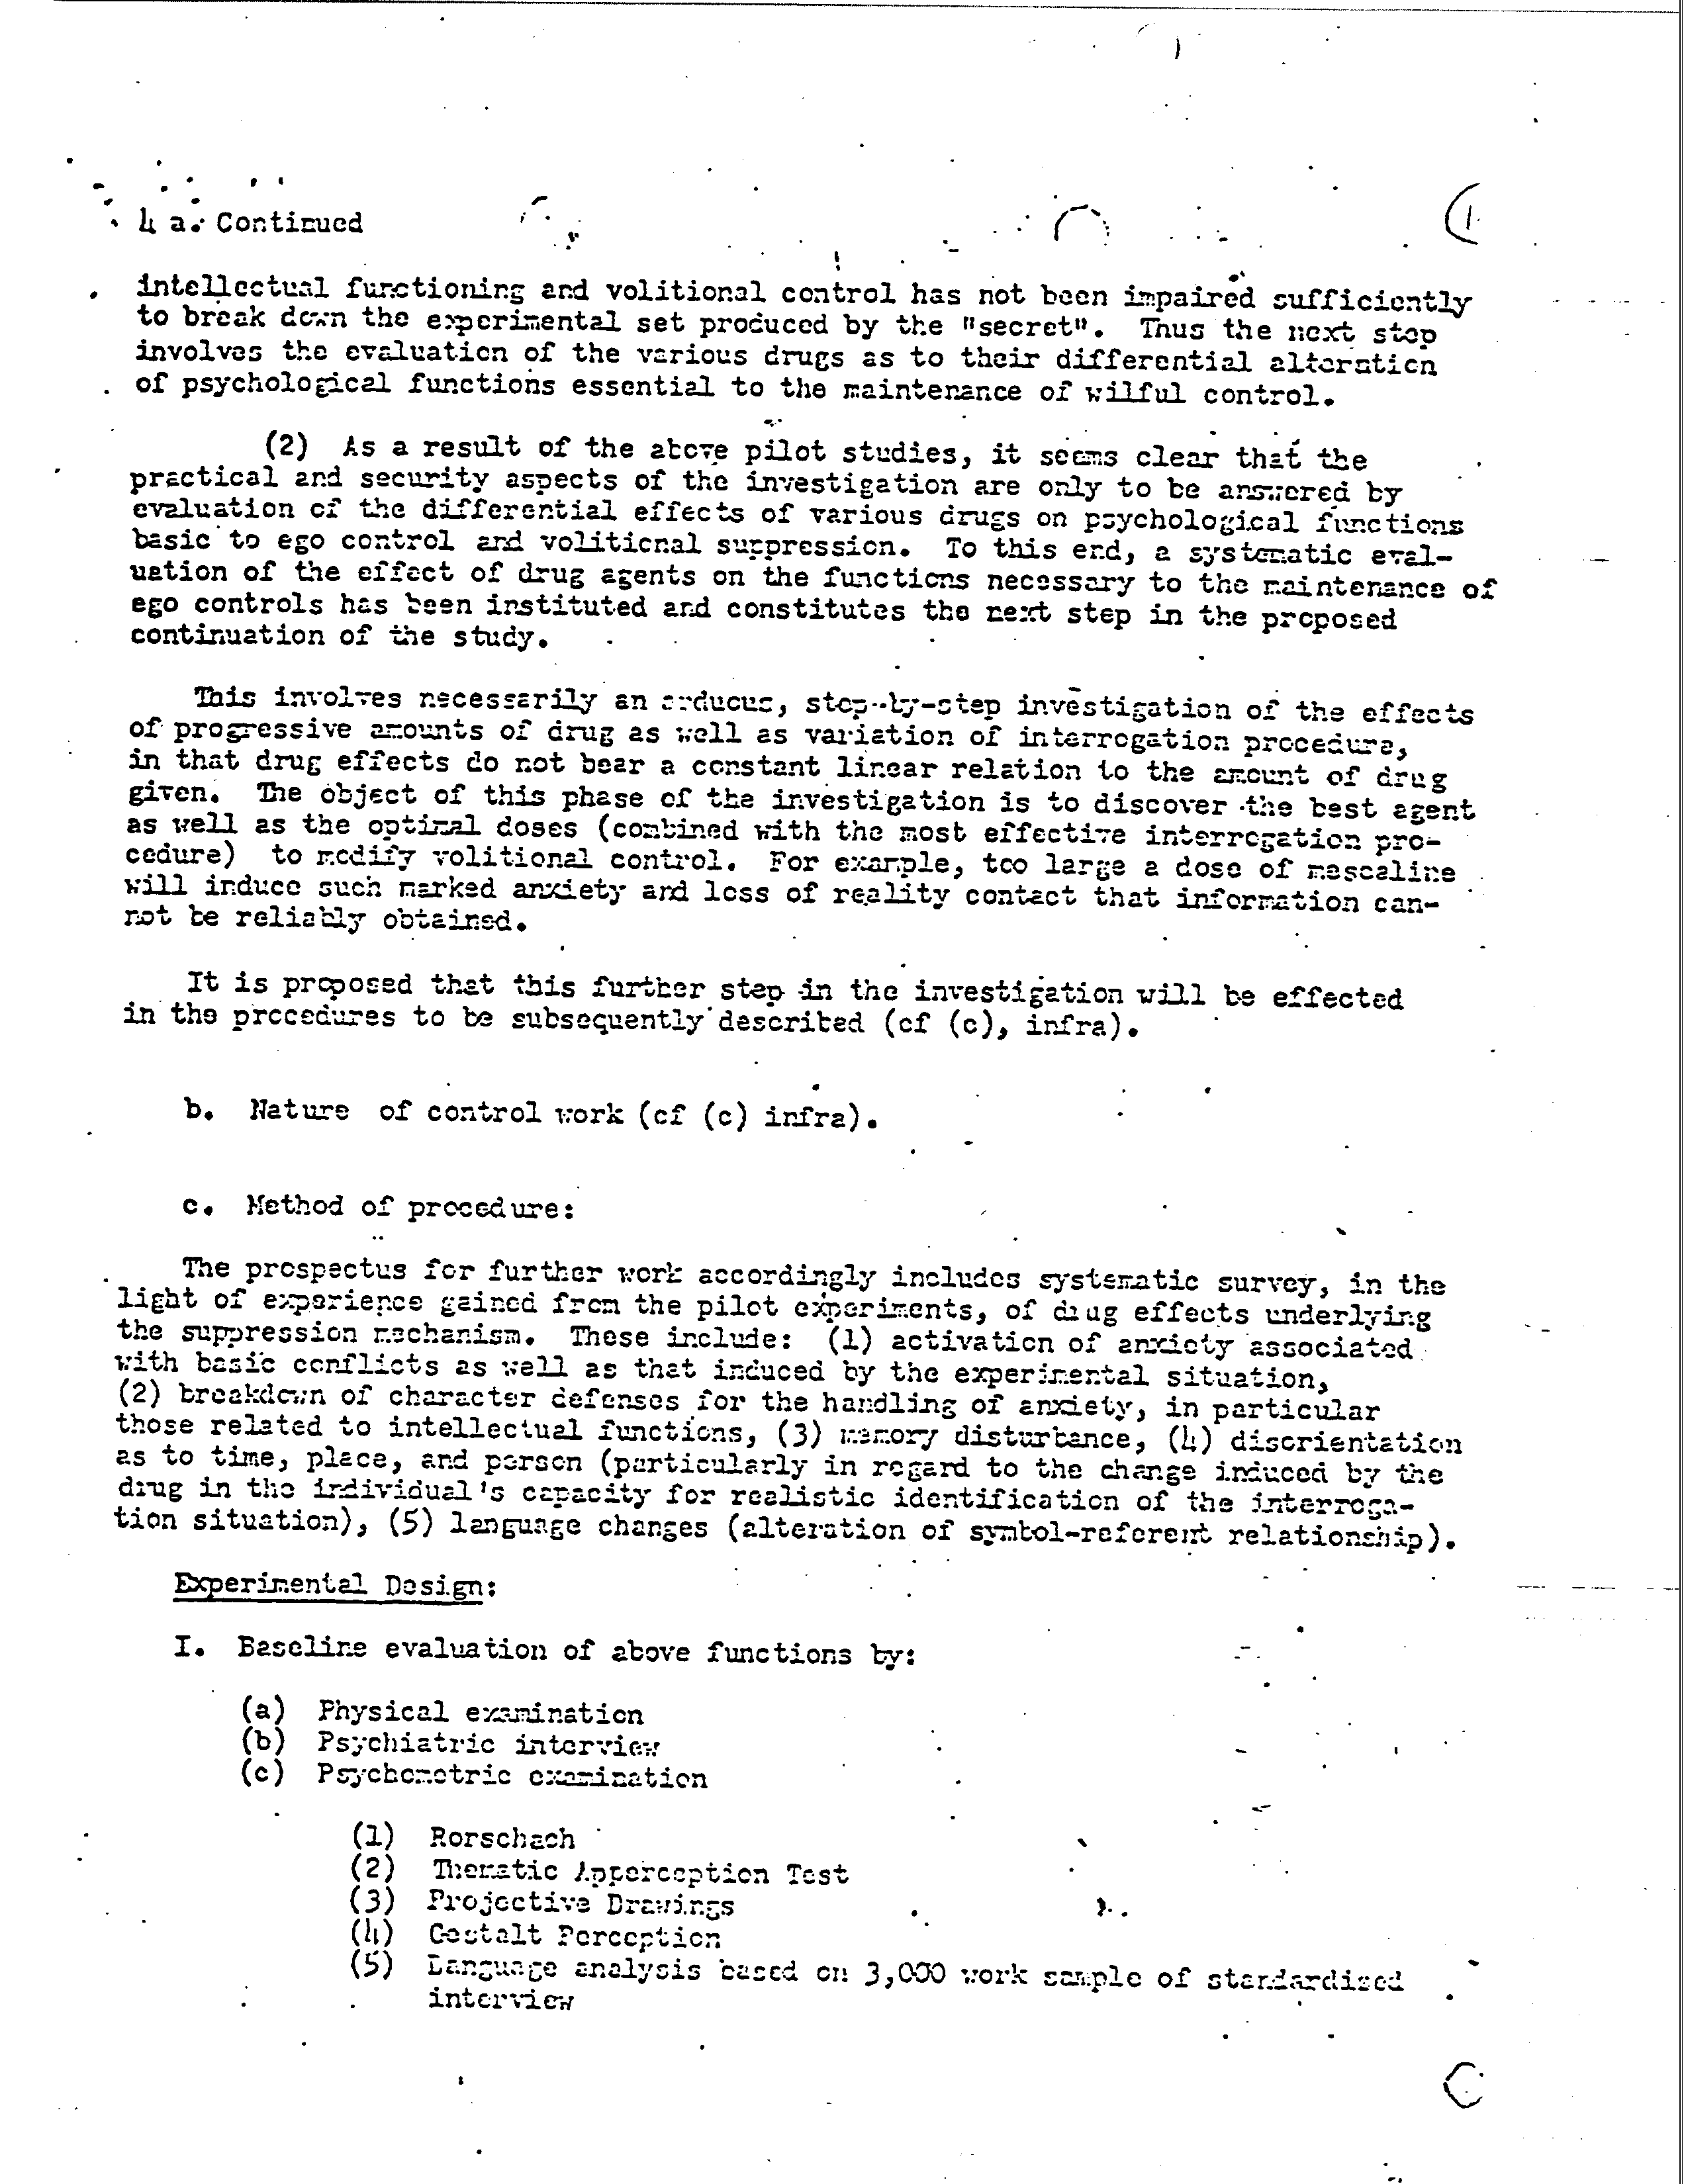 4 a. Continued
intellectual functioning and volitional control has not been impaired sufficiently
to break down the experimental set produced by the "secret". Thus the next step
involves the evaluation of the various drugs as to their differential alteration
of psychological functions essential to the maintenance of wilful control.
(2) As a result of the above pilot studies, it seems clear that the
practical and security aspects of the investigation are only to be answered by
evaluation of the differential effects of various drugs on psychological functions
basic to ego control and volitional suppression. To this end, a systematic eval-
uation of the effect of drug agents on the functions necessary to the maintenance of
ego controls has been instituted and constitutes the next step in the proposed
continuation of the study.
This involves necessarily an arducus, step-by-step investigation of the effects
of progressive amounts of drug as well as variation of interrogation procedure,
in that drug effects do not bear a constant linear relation to the amount of drug
given. The object of this phase of the investigation is to discover the best agent
as well as the optimal doses (combined with the most effective interrogation pro-
cedure) to modify volitional control. For example, too large a dose of mescaline
will induce such marked anxiety and loss of reality contact that information can-
not be reliably obtained.
It is proposed that this further step in the investigation will be effected
in the procedures to be subsequently described (cf (c), infra).
b. Nature of control work (cf (c) infra).
c. Method of procedure:
The prospectus for further work accordingly includes systematic survey, in the
light of experience gained from the pilot experiments, of drug effects underlying
the suppression mechanism. These include: (1) activation of anxiety associated
with basic conflicts as well as that induced by the experimental situation,
(2) breakdown of character defenses for the handling of anxiety, in particular
those related to intellectual functions, (3) memory disturbance, (4) disorientation
as to time, place, and person (particularly in regard to the change induced by the
drug in the individual's capacity for realistic identification of the interroga-
tion situation), (5) language changes (alteration of symbol-referent relationship).
Experimental Design:
I. Baseline evaluation of above functions by:
(a) Physical examination
(b) Psychiatric interview
(c) Psychometric examination
(1) Rorschach
(2) Thematic Apperception Test
(3) Projective Drawings
(4) Gestalt Perception
(5) Language analysis based on 3,000 work sample of standardized
interview